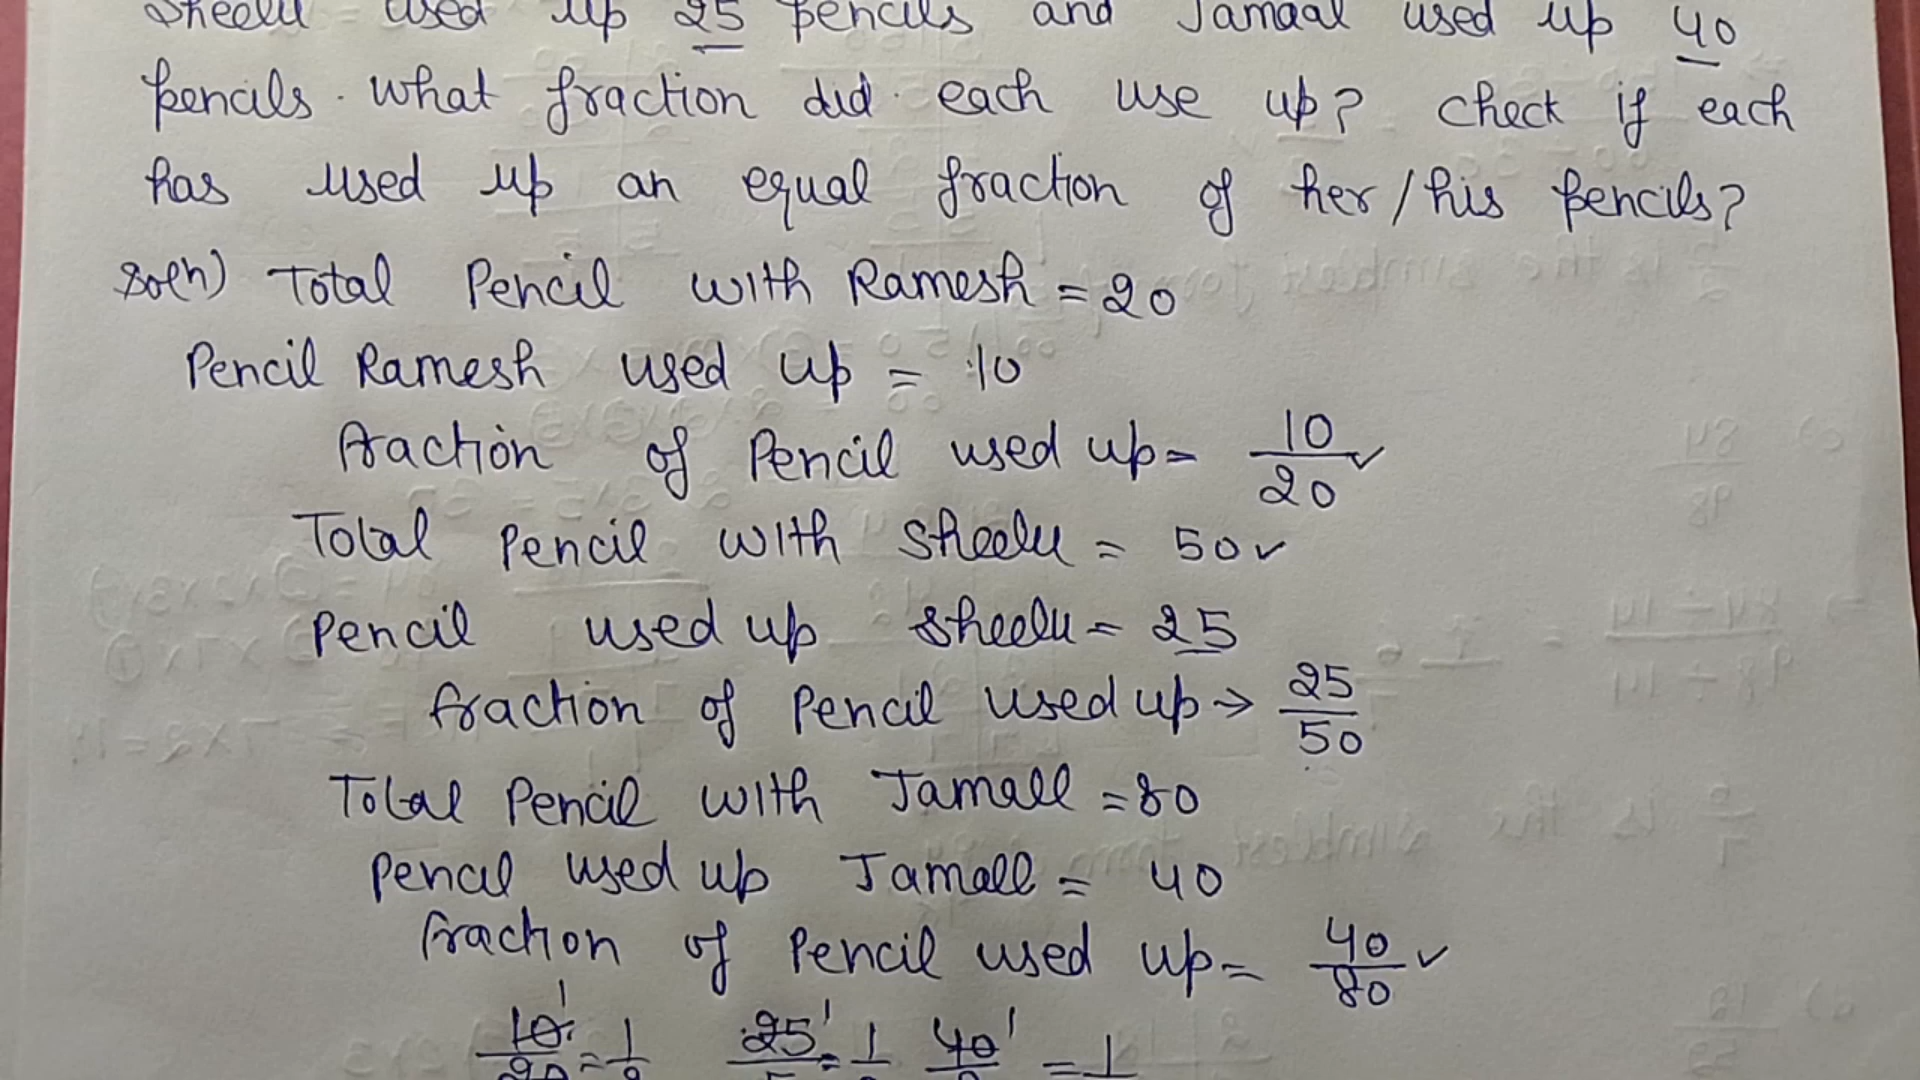 Sheelu used up 25 pencils and Jamaal used up 40
pencils. What fraction did each use up? Check if each
has used up an equal fraction of her/his pencils?
Soln) Total Pencil with Ramesh = 20
Pencil Ramesh used up = 10
fraction of Pencil used up = 10/20 ✓
Total Pencil with Sheelu = 50 ✓
Pencil used up Sheelu = 25
fraction of Pencil used up → 25/50
Total Pencil with Jamall = 80
Pencil used up Jamall = 40
fraction of Pencil used up = 40/80 ✓